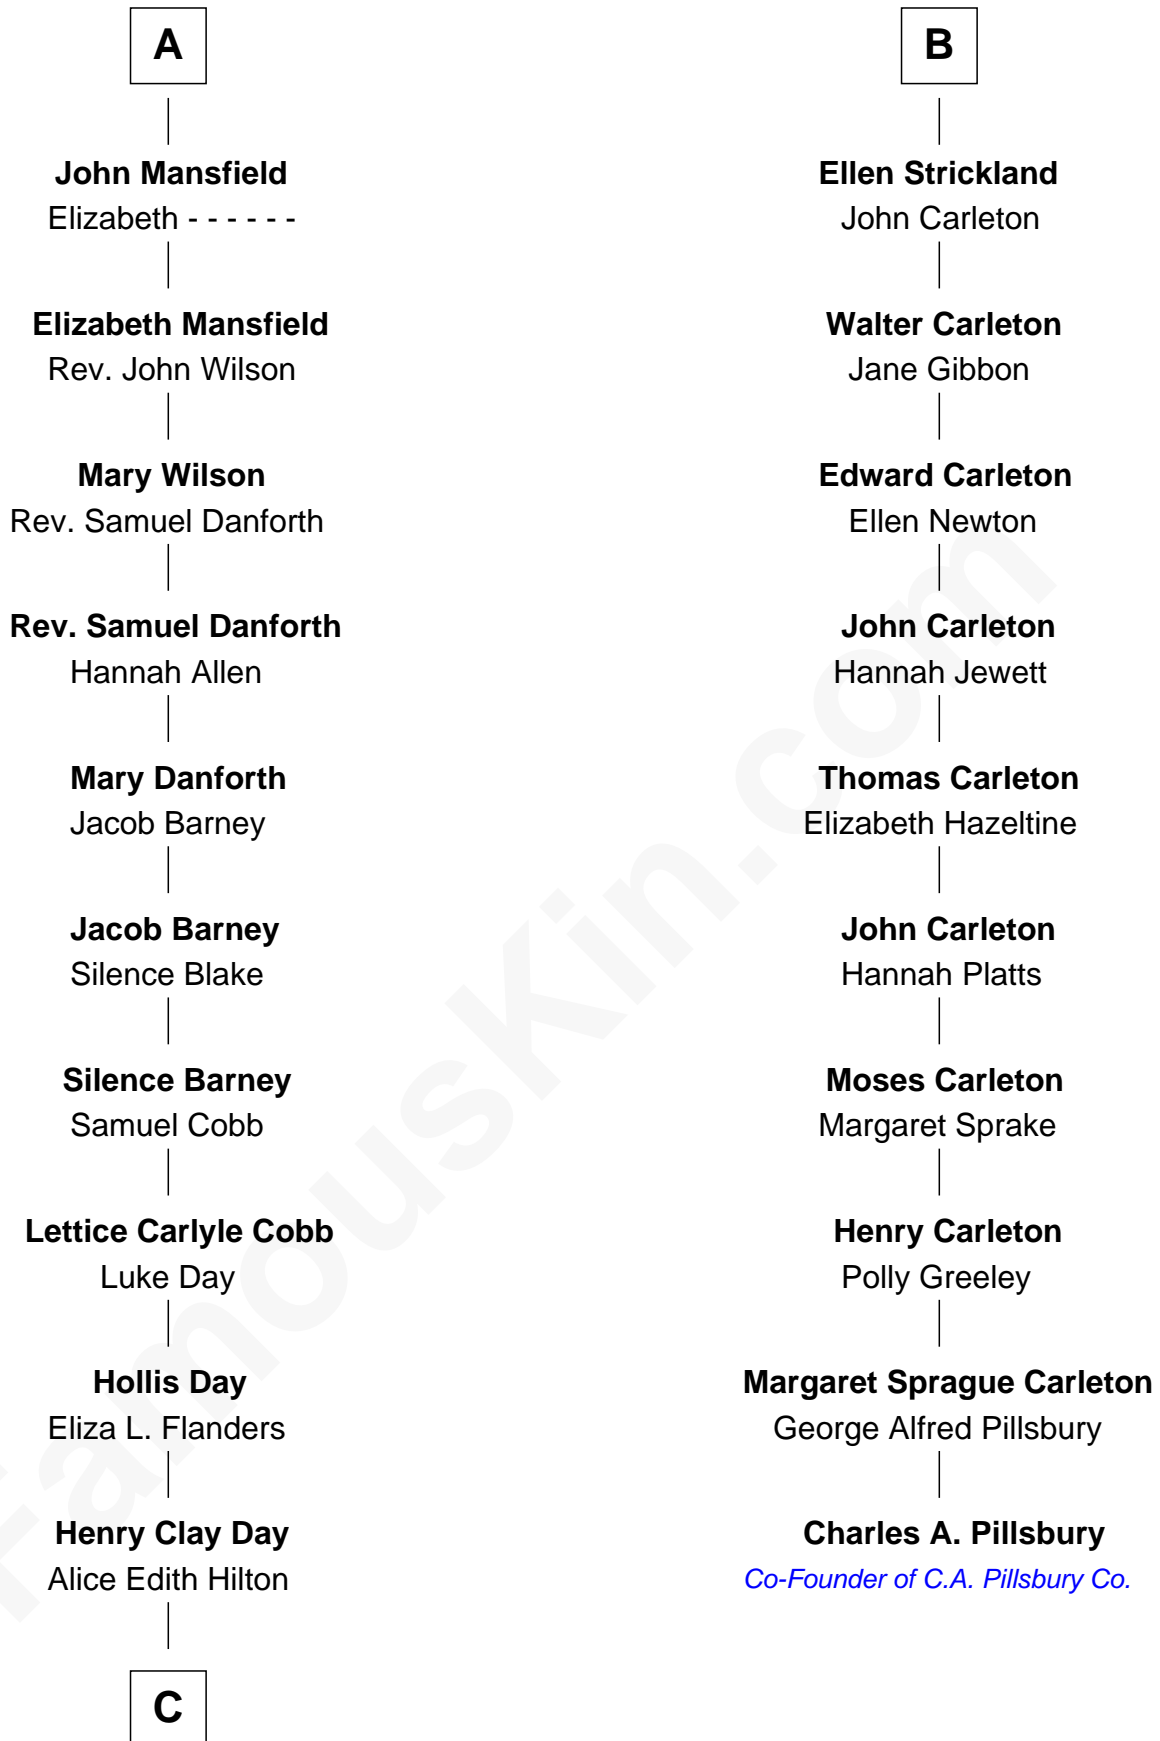 A
John Mansfield
Elizabeth - - - - - -
Elizabeth Mansfield
Rev. John Wilson
Mary Wilson
Rev. Samuel Danforth
Rev. Samuel Danforth
Hannah Allen
Mary Danforth
Jacob Barney
Jacob Barney
Silence Blake
Silence Barney
Samuel Cobb
Lettice Carlyle Cobb
Luke Day
Hollis Day
Eliza L. Flanders
Henry Clay Day
Alice Edith Hilton
C
B
Ellen Strickland
John Carleton
Walter Carleton
Jane Gibbon
Edward Carleton
Ellen Newton
John Carleton
Hannah Jewett
Thomas Carleton
Elizabeth Hazeltine
John Carleton
Hannah Platts
Moses Carleton
Margaret Sprake
Henry Carleton
Polly Greeley
Margaret Sprague Carleton
George Alfred Pillsbury
Charles A. Pillsbury
Co-Founder of C.A. Pillsbury Co.
FamousKin.com